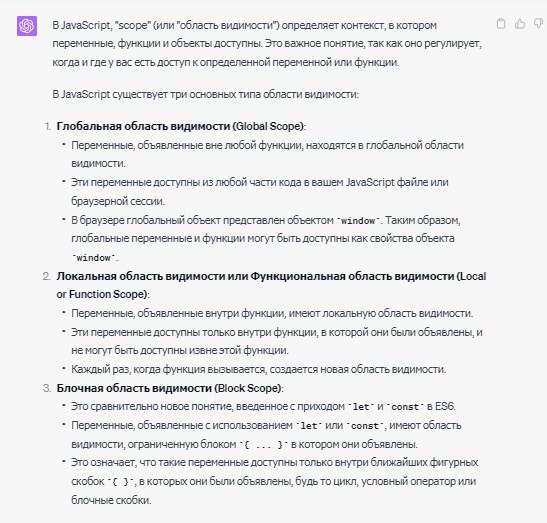 В JavaScript, "scope" (или "область видимости") определяет контекст, в котором
переменные, функции и объекты доступны. Это важное понятие, так как оно регулирует,
когда и где у вас есть доступ к определенной переменной или функции.
В JavaScript существует три основных типа области видимости:
1. Глобальная область видимости (Global Scope):
• Переменные, объявленные вне любой функции, находятся в глобальной области
видимости.
• Эти переменные доступны из любой части кода в вашем JavaScript файле или
браузерной сессии.
• В браузере глобальный объект представлен объектом `window`. Таким образом,
глобальные переменные и функции могут быть доступны как свойства объекта
`window`.
2. Локальная область видимости или Функциональная область видимости (Local
or Function Scope):
• Переменные, объявленные внутри функции, имеют локальную область видимости.
• Эти переменные доступны только внутри функции, в которой они были объявлены, и
не могут быть доступны извне этой функции.
• Каждый раз, когда функция вызывается, создается новая область видимости.
3. Блочная область видимости (Block Scope):
• Это сравнительно новое понятие, введенное с приходом `let` и `const` в ES6.
• Переменные, объявленные с использованием `let` или `const`, имеют область
видимости, ограниченную блоком `{ ... }` в котором они объявлены.
• Это означает, что такие переменные доступны только внутри ближайших фигурных
скобок `{ }`, в которых они были объявлены, будь то цикл, условный оператор или
блочные скобки.